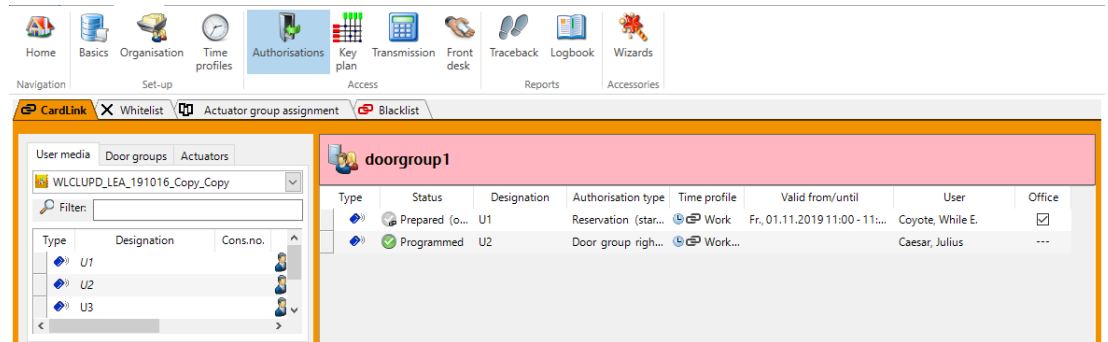 Home Basics Organisation Time profiles Authorisations Key plan Transmission Front desk Traceback Logbook Wizards
Navigation Set-up Access Reports Accessories
CardLink Whitelist Actuator group assignment Blacklist
User media Door groups Actuators
WLCLUPD_LEA_191016_Copy_Copy
Filter:
Type Designation Cons.no.
U1
U2
U3
doorgroup1
Type Status Designation Authorisation type Time profile Valid from/until User Office
Prepared (o... U1 Reservation (star... Work Fr., 01.11.2019 11:00 - 11:... Coyote, While E.
Programmed U2 Door group righ... Work... Caesar, Julius ---